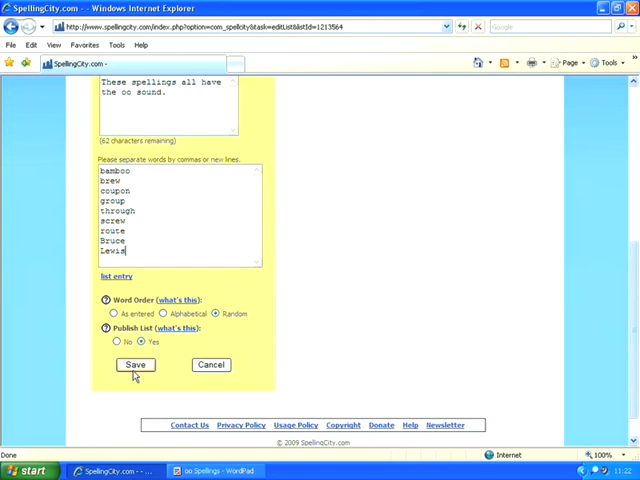 SpellingCity.com - - Windows Internet Explorer
http://www.spellingcity.com/index.php?option=com_spellcity&task=editList&listId=1213564
File Edit View Favorites Tools Help
SpellingCity.com -
Page Tools
These spellings all have
the oo sound.
(62 characters remaining)
Please separate words by commas or new lines.
bamboo
brew
coupon
group
through
screw
route
Bruce
Lewis
list entry
? Word Order (what's this):
As entered Alphabetical Random
? Publish List (what's this):
No Yes
Save Cancel
Contact Us Privacy Policy Usage Policy Copyright Donate Help Newsletter
© 2009 SpellingCity.com
Done Internet 100%
start SpellingCity.com - -... oo Spellings - WordPad 11:22